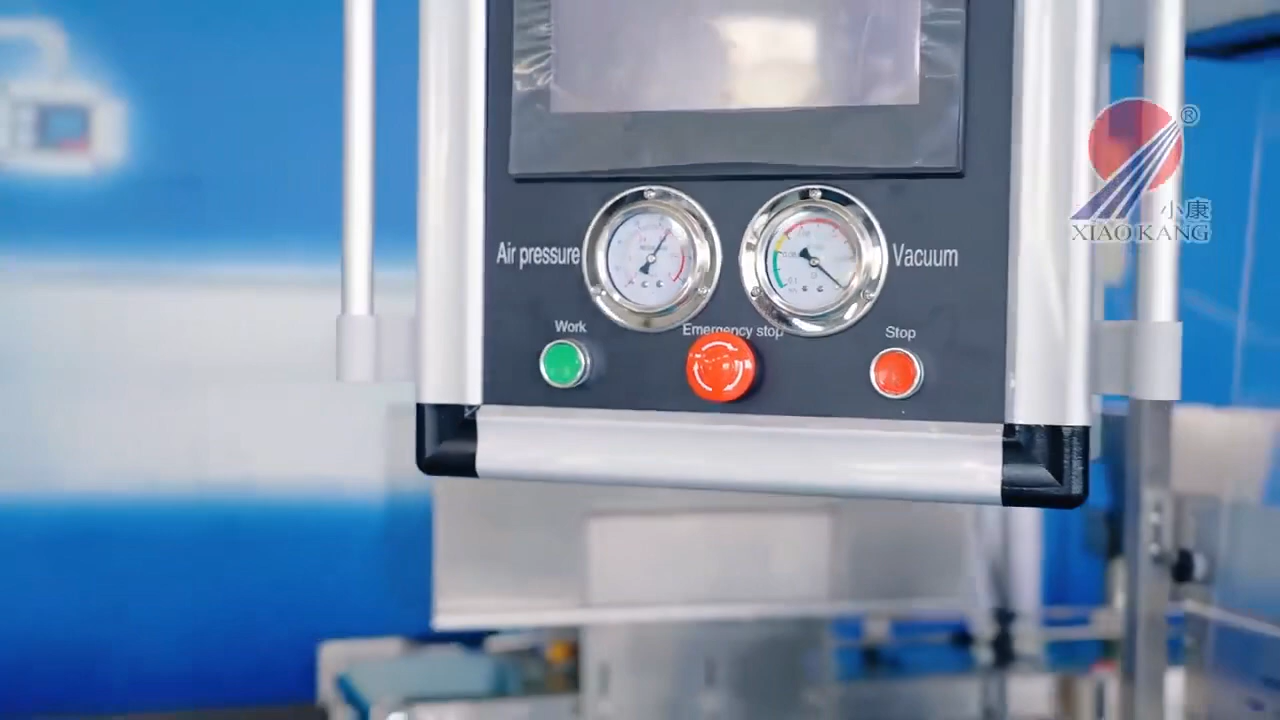 ®
小康
XIAO KANG
Air pressure
Vacuum
Work
Emergency stop
Stop